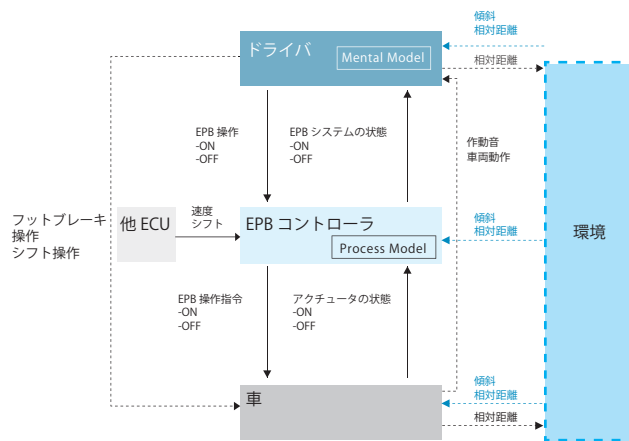 ドライバ
Mental Model
傾斜
相対距離
相対距離
EPB 操作
-ON
-OFF
EPB システムの状態
-ON
-OFF
作動音
車両動作
フットブレーキ
操作
シフト操作
他 ECU
速度
シフト
EPB コントローラ
Process Model
傾斜
相対距離
環境
EPB 操作指令
-ON
-OFF
アクチュータの状態
-ON
-OFF
車
傾斜
相対距離
相対距離